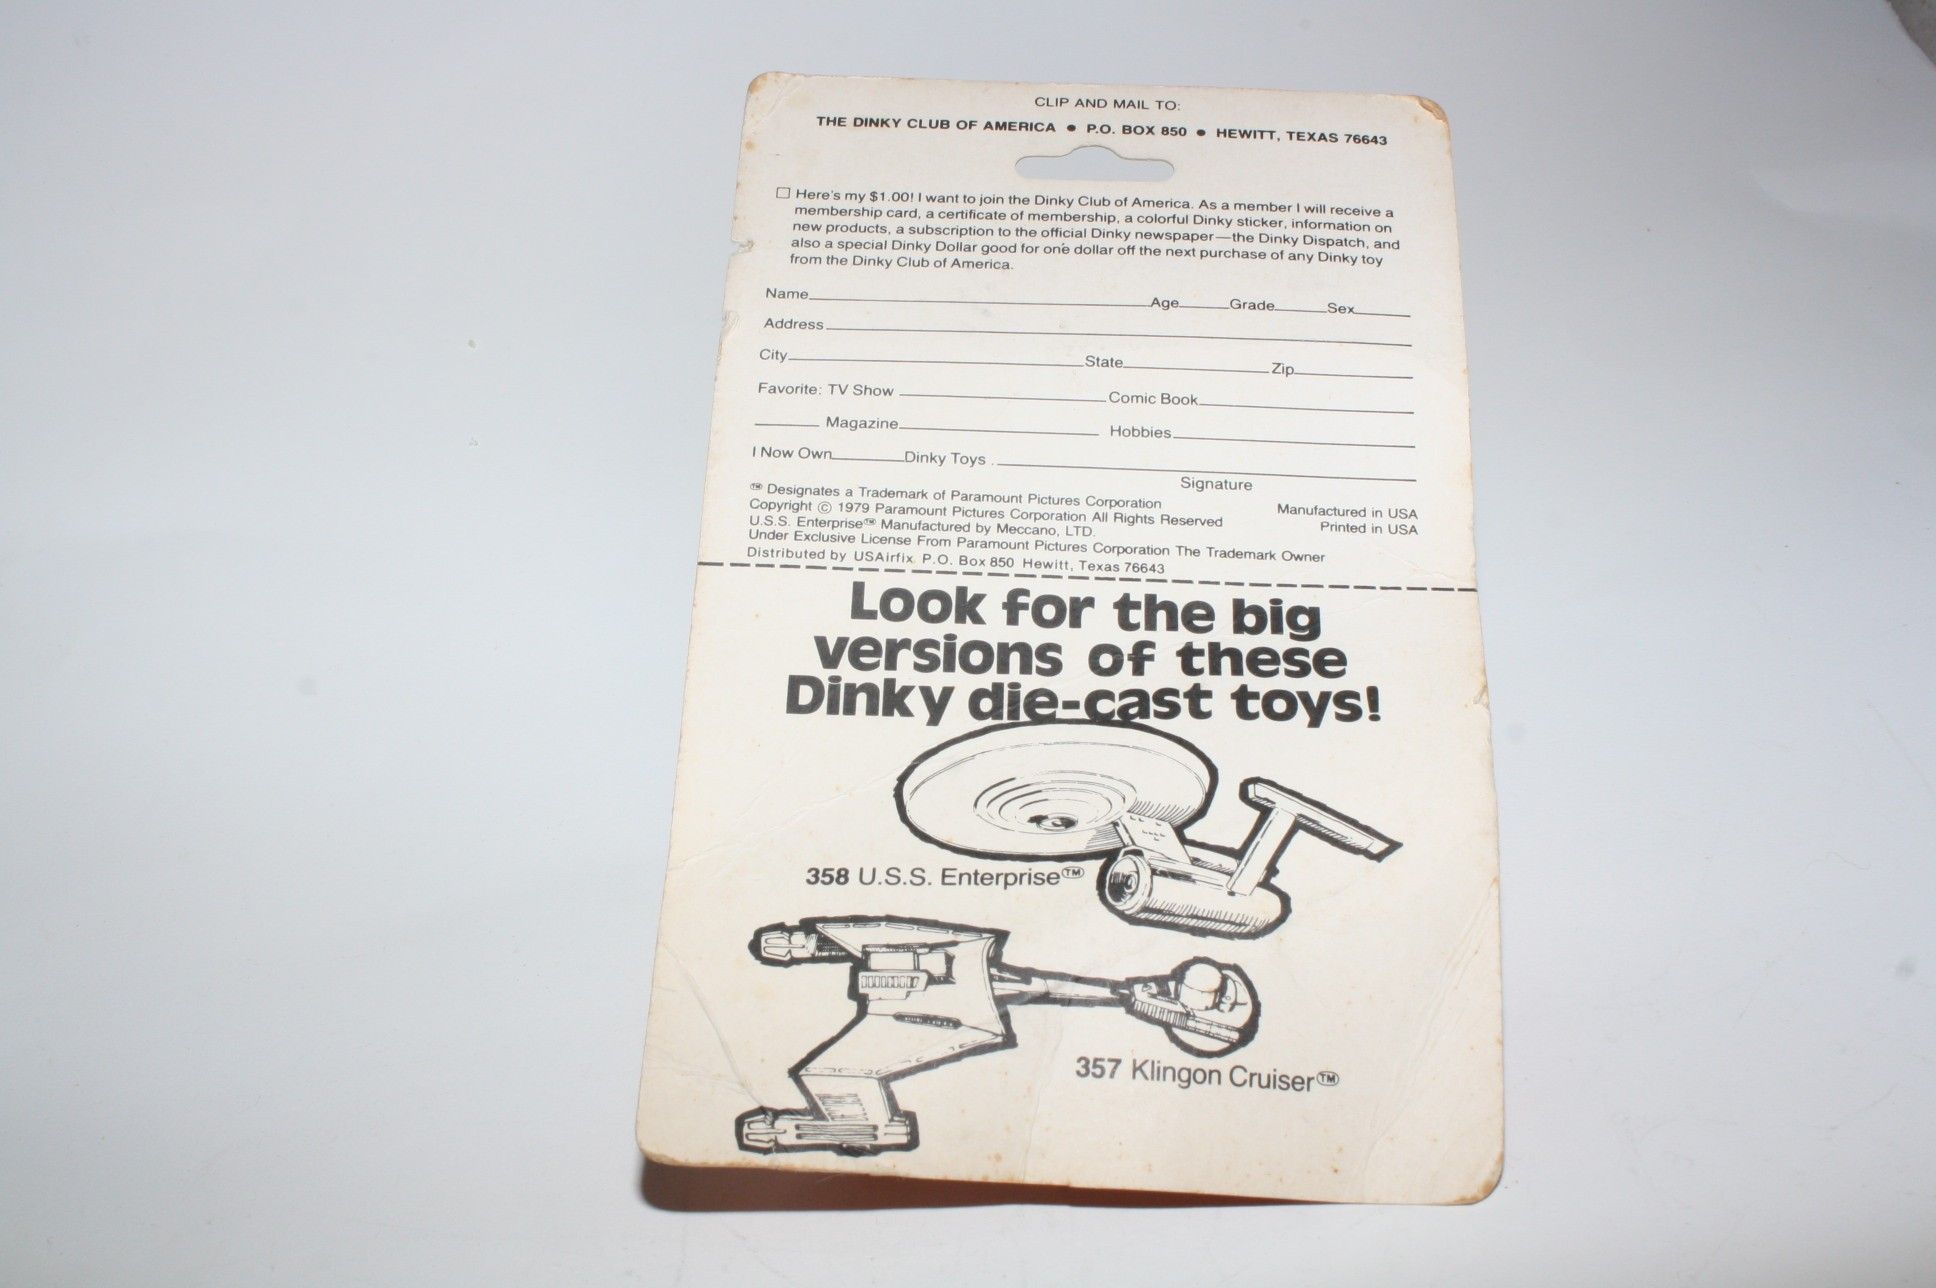 CLIP AND MAIL TO:
THE DINKY CLUB OF AMERICA ● P.O. BOX 850 ● HEWITT, TEXAS 76643
☐ Here's my $1.00! I want to join the Dinky Club of America. As a member I will receive a
membership card, a certificate of membership, a colorful Dinky sticker, information on
new products, a subscription to the official Dinky newspaper—the Dinky Dispatch, and
also a special Dinky Dollar good for one dollar off the next purchase of any Dinky toy
from the Dinky Club of America.
Name Age Grade Sex
Address
City State Zip
Favorite: TV Show Comic Book
Magazine Hobbies
I Now Own Dinky Toys .
Signature
™ Designates a Trademark of Paramount Pictures Corporation
Copyright © 1979 Paramount Pictures Corporation All Rights Reserved Manufactured in USA
U.S.S. Enterprise™ Manufactured by Meccano, LTD. Printed in USA
Under Exclusive License From Paramount Pictures Corporation The Trademark Owner
Distributed by USAirfix P.O. Box 850 Hewitt, Texas 76643
Look for the big
versions of these
Dinky die-cast toys!
358 U.S.S. Enterprise™
357 Klingon Cruiser™